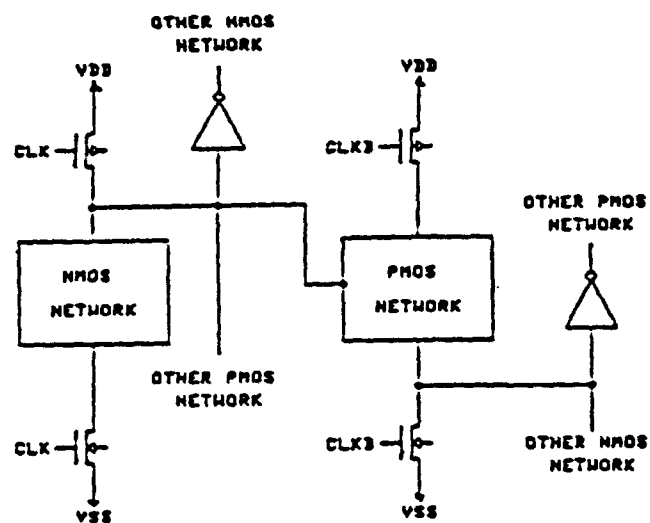 OTHER NMOS
NETWORK
VDD
VDD
CLK
CLKB
OTHER PMOS
NETWORK
NMOS
NETWORK
PMOS
NETWORK
OTHER PMOS
NETWORK
CLK
CLKB
OTHER NMOS
NETWORK
VSS
VSS